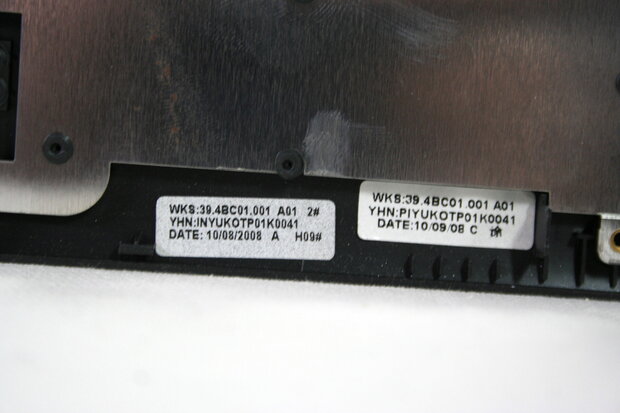 WKS:39.4BC01.001 A01 2#
YHN:INYUKOTP01K0041
DATE: 10/08/2008 A H09#
WKS:39.4BC01.001 A01
YHN:PIYUKOTP01K0041
DATE:10/09/08 C